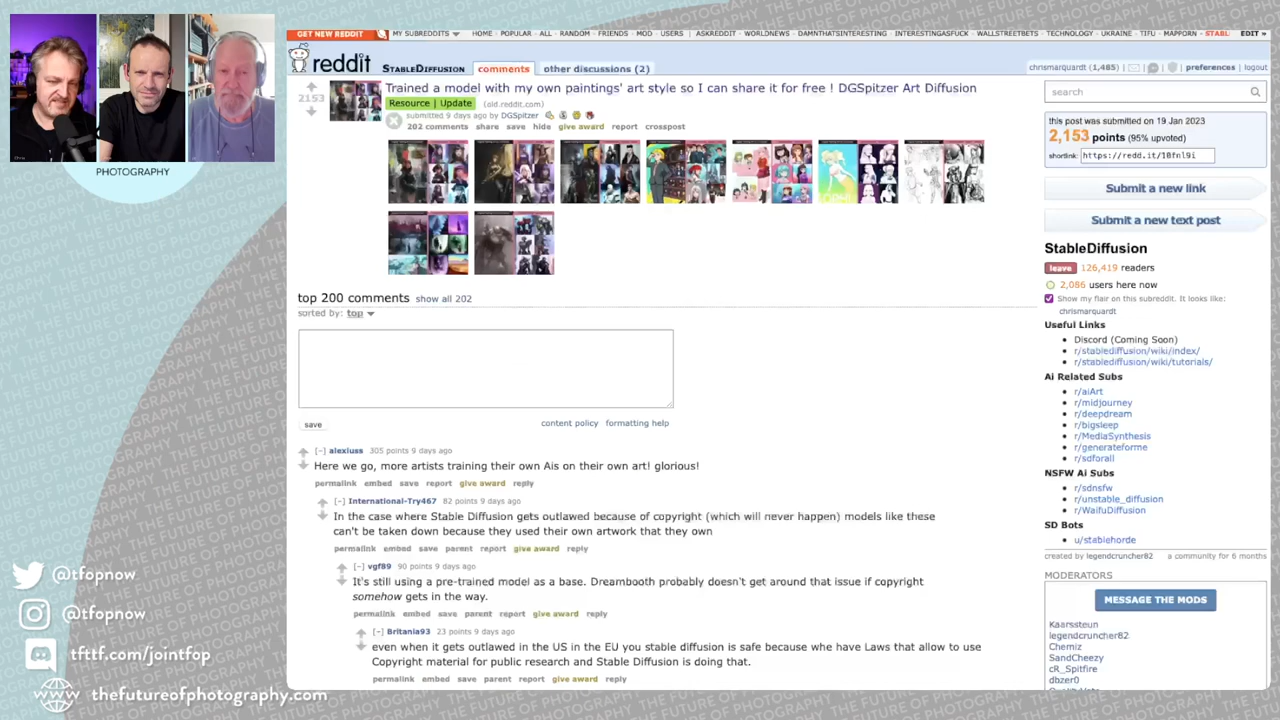 GET NEW REDDIT MY SUBREDDITS HOME - POPULAR - ALL - RANDOM - FRIENDS - MOD - USERS | ASKREDDIT - WORLDNEWS - DAMNTHATSINTERESTING - INTERESTINGASFUCK - WALLSTREETBETS - TECHNOLOGY - UKRAINE - TIFU - MAPPORN - STABL EDIT »
reddit STABLEDIFFUSION comments other discussions (2)
chrismarquardt (1,465) | preferences | logout
2153
Trained a model with my own paintings' art style so I can share it for free ! DGSpitzer Art Diffusion
Resource | Update (old.reddit.com)
submitted 9 days ago by DGSpitzer
202 comments share save hide give award report crosspost
top 200 comments show all 202
sorted by: top
save content policy formatting help
[-] alexiuss 305 points 9 days ago
Here we go, more artists training their own Ais on their own art! glorious!
permalink embed save report give award reply
[-] International-Try467 82 points 9 days ago
In the case where Stable Diffusion gets outlawed because of copyright (which will never happen) models like these
can't be taken down because they used their own artwork that they own
permalink embed save parent report give award reply
[-] vgf89 90 points 9 days ago
It's still using a pre-trained model as a base. Dreambooth probably doesn't get around that issue if copyright
somehow gets in the way.
permalink embed save parent report give award reply
[-] Britania93 23 points 9 days ago
even when it gets outlawed in the US in the EU you stable diffusion is safe because whe have Laws that allow to use
Copyright material for public research and Stable Diffusion is doing that.
permalink embed save parent report give award reply
search
this post was submitted on 19 Jan 2023
2,153 points (95% upvoted)
shortlink: https://redd.it/10fnl9i
Submit a new link
Submit a new text post
StableDiffusion
leave 126,419 readers
2,086 users here now
Show my flair on this subreddit. It looks like:
chrismarquardt
Useful Links
Discord (Coming Soon)
r/stablediffusion/wiki/index/
r/stablediffusion/wiki/tutorials/
Ai Related Subs
r/aiArt
r/midjourney
r/deepdream
r/bigsleep
r/MediaSynthesis
r/generateforme
r/sdforall
NSFW Ai Subs
r/sdnsfw
r/unstable_diffusion
r/WaifuDiffusion
SD Bots
u/stablehorde
created by legendcruncher82 a community for 6 months
MODERATORS
MESSAGE THE MODS
Kaarssteun
legendcruncher82
Chemiz
SandCheezy
cR_Spitfire
dbzer0
PHOTOGRAPHY
@tfopnow
@tfopnow
tfttf.com/jointfop
thefutureofphotography.com
THE FUTURE OF PHOTOGRAPHY